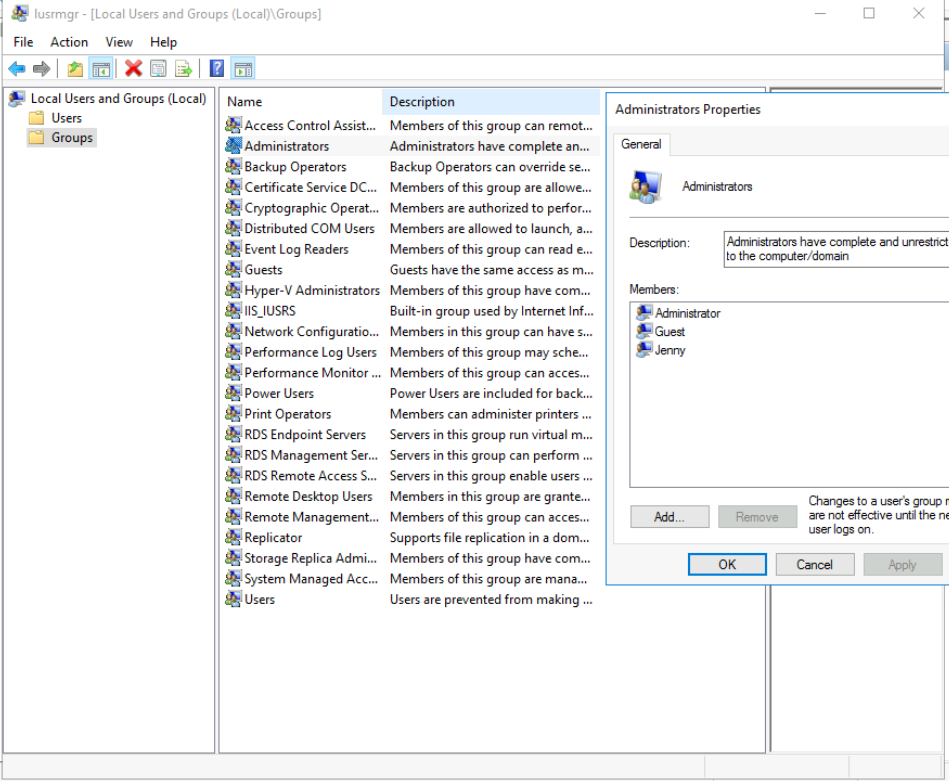 lusrmgr - [Local Users and Groups (Local)\Groups]
File Action View Help
Local Users and Groups (Local)
Users
Groups
Name Description
Access Control Assist... Members of this group can remot...
Administrators Administrators have complete an...
Backup Operators Backup Operators can override se...
Certificate Service DC... Members of this group are allowe...
Cryptographic Operat... Members are authorized to perfor...
Distributed COM Users Members are allowed to launch, a...
Event Log Readers Members of this group can read e...
Guests Guests have the same access as m...
Hyper-V Administrators Members of this group have com...
IIS_IUSRS Built-in group used by Internet Inf...
Network Configuratio... Members in this group can have s...
Performance Log Users Members of this group may sche...
Performance Monitor ... Members of this group can acces...
Power Users Power Users are included for back...
Print Operators Members can administer printers ...
RDS Endpoint Servers Servers in this group run virtual m...
RDS Management Ser... Servers in this group can perform ...
RDS Remote Access S... Servers in this group enable users ...
Remote Desktop Users Members in this group are grante...
Remote Management... Members of this group can acces...
Replicator Supports file replication in a dom...
Storage Replica Admi... Members of this group have com...
System Managed Acc... Members of this group are mana...
Users Users are prevented from making ...
Administrators Properties
General
Administrators
Description: Administrators have complete and unrestrict
to the computer/domain
Members:
Administrator
Guest
Jenny
Add... Remove
Changes to a user's group
are not effective until the ne
user logs on.
OK Cancel Apply